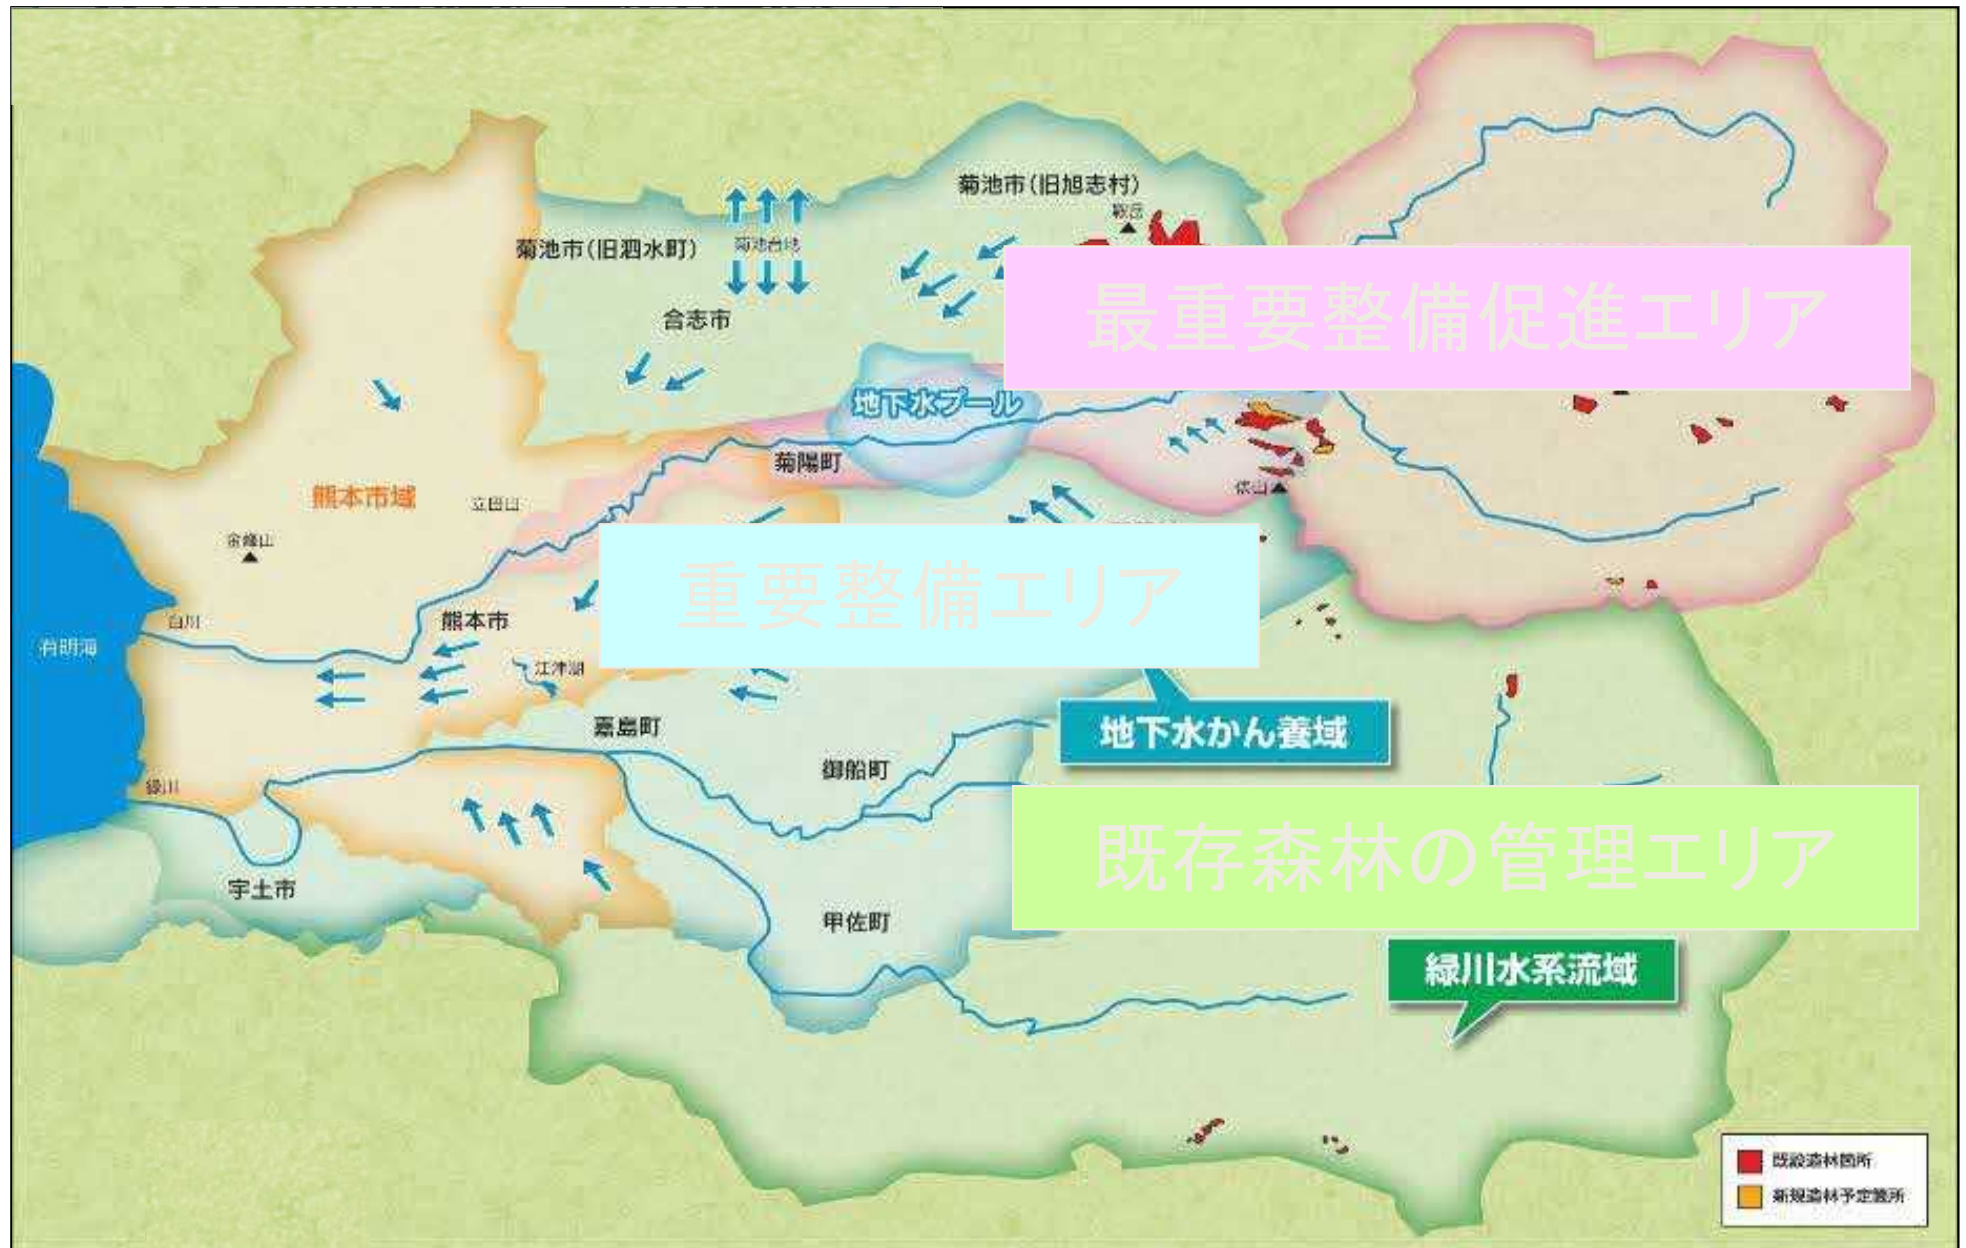 菊池市(旧旭志村)
鞍岳
菊池市(旧泗水町)
菊池台地
最重要整備促進エリア
合志市
地下水プール
菊陽町
熊本市域
立田山
俵山
金峰山
重要整備エリア
白川
熊本市
有明海
江津湖
嘉島町
地下水かん養域
御船町
緑川
既存森林の管理エリア
宇土市
甲佐町
緑川水系流域
既設造林箇所
新規造林予定箇所